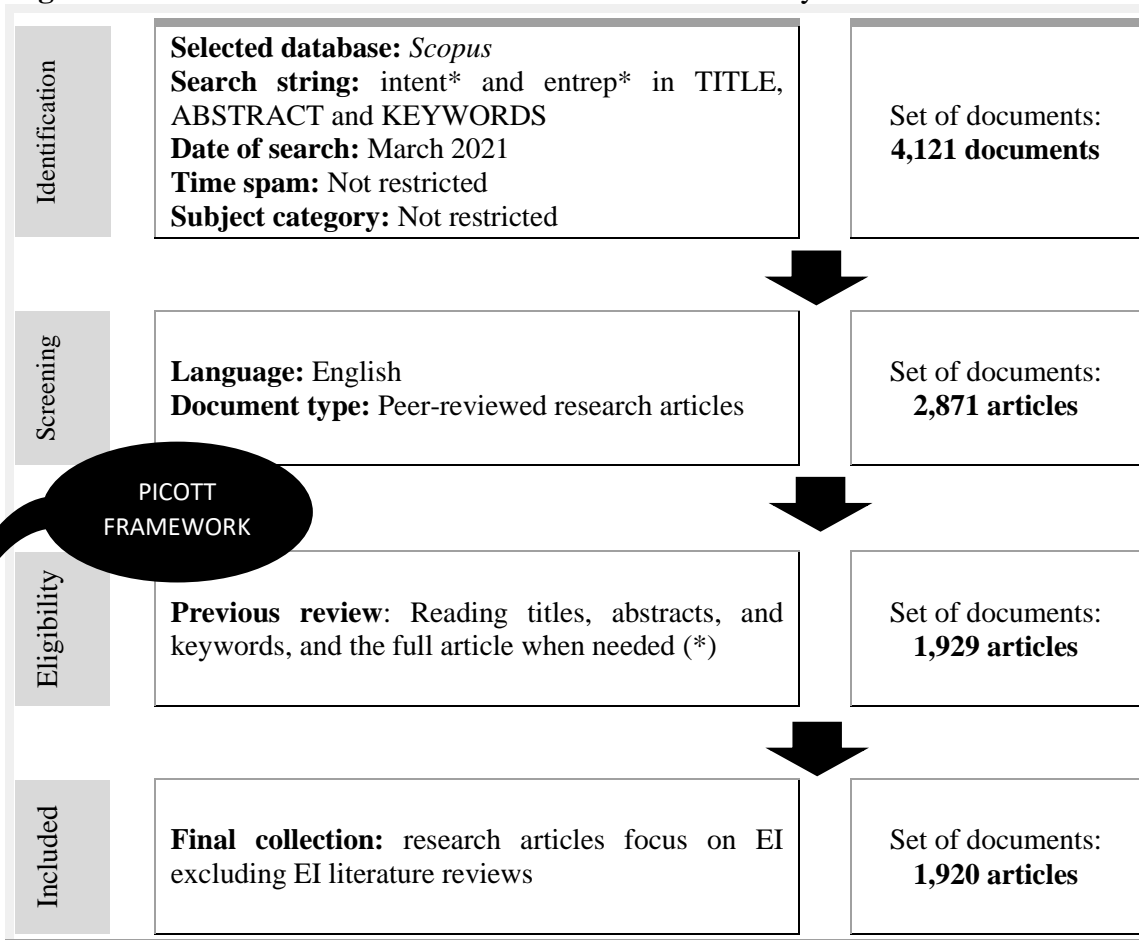 Identification
Selected database: Scopus
Search string: intent* and entrep* in TITLE,
ABSTRACT and KEYWORDS
Date of search: March 2021
Time spam: Not restricted
Subject category: Not restricted
Set of documents:
4,121 documents
Screening
Language: English
Document type: Peer-reviewed research articles
Set of documents:
2,871 articles
PICOTT
FRAMEWORK
Eligibility
Previous review: Reading titles, abstracts, and
keywords, and the full article when needed (*)
Set of documents:
1,929 articles
Included
Final collection: research articles focus on EI
excluding EI literature reviews
Set of documents:
1,920 articles